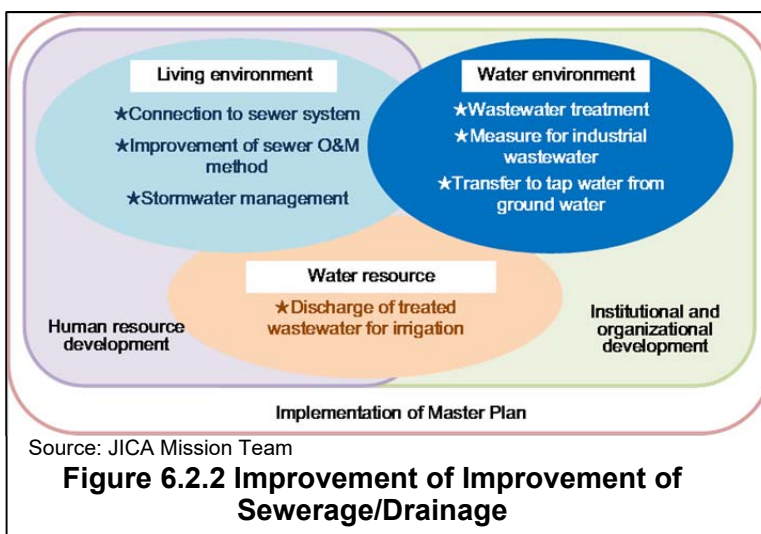 Living environment
★Connection to sewer system
★Improvement of sewer O&M
method
★Stormwater management
Water environment
★Wastewater treatment
★Measure for industrial
wastewater
★Transfer to tap water from
ground water
Water resource
★Discharge of treated
wastewater for irrigation
Human resource
development
Institutional and
organizational
development
Implementation of Master Plan
Source: JICA Mission Team
Figure 6.2.2 Improvement of Improvement of
Sewerage/Drainage